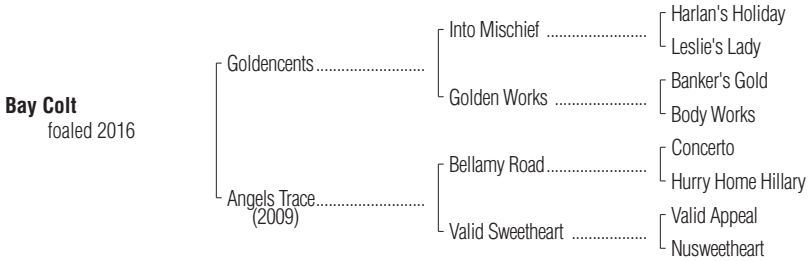 Harlan's Holiday
Into Mischief ........................
Leslie's Lady
Goldencents ..........................
Banker's Gold
Golden Works ......................
Body Works
Bay Colt
foaled 2016
Concerto
Bellamy Road ........................
Hurry Home Hillary
Angels Trace ..........................
(2009)
Valid Appeal
Valid Sweetheart ..................
Nusweetheart